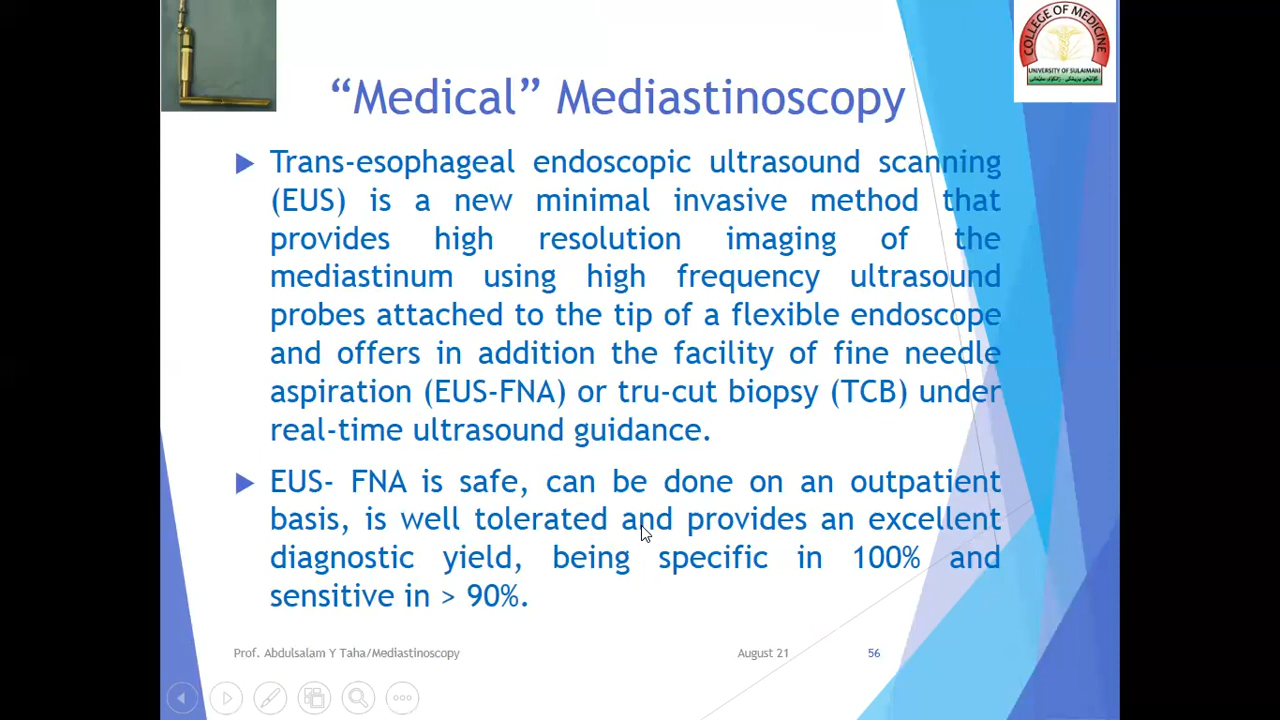 COLLEGE OF MEDICINE
UNIVERSITY OF SULAIMANI
“Medical” Mediastinoscopy
Trans-esophageal endoscopic ultrasound scanning
(EUS) is a new minimal invasive method that
provides high resolution imaging of the
mediastinum using high frequency ultrasound
probes attached to the tip of a flexible endoscope
and offers in addition the facility of fine needle
aspiration (EUS-FNA) or tru-cut biopsy (TCB) under
real-time ultrasound guidance.
EUS- FNA is safe, can be done on an outpatient
basis, is well tolerated and provides an excellent
diagnostic yield, being specific in 100% and
sensitive in > 90%.
Prof. Abdulsalam Y Taha/Mediastinoscopy
August 21
56